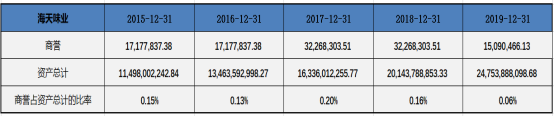 海天味业 2015-12-31 2016-12-31 2017-12-31 2018-12-31 2019-12-31
商誉 17,177,837.38 17,177,837.38 32,268,303.51 32,268,303.51 15,090,466.13
资产总计 11,498,002,242.84 13,463,592,998.27 16,336,012,255.77 20,143,788,853.33 24,753,888,098.68
商誉占资产总计的比率 0.15% 0.13% 0.20% 0.16% 0.06%